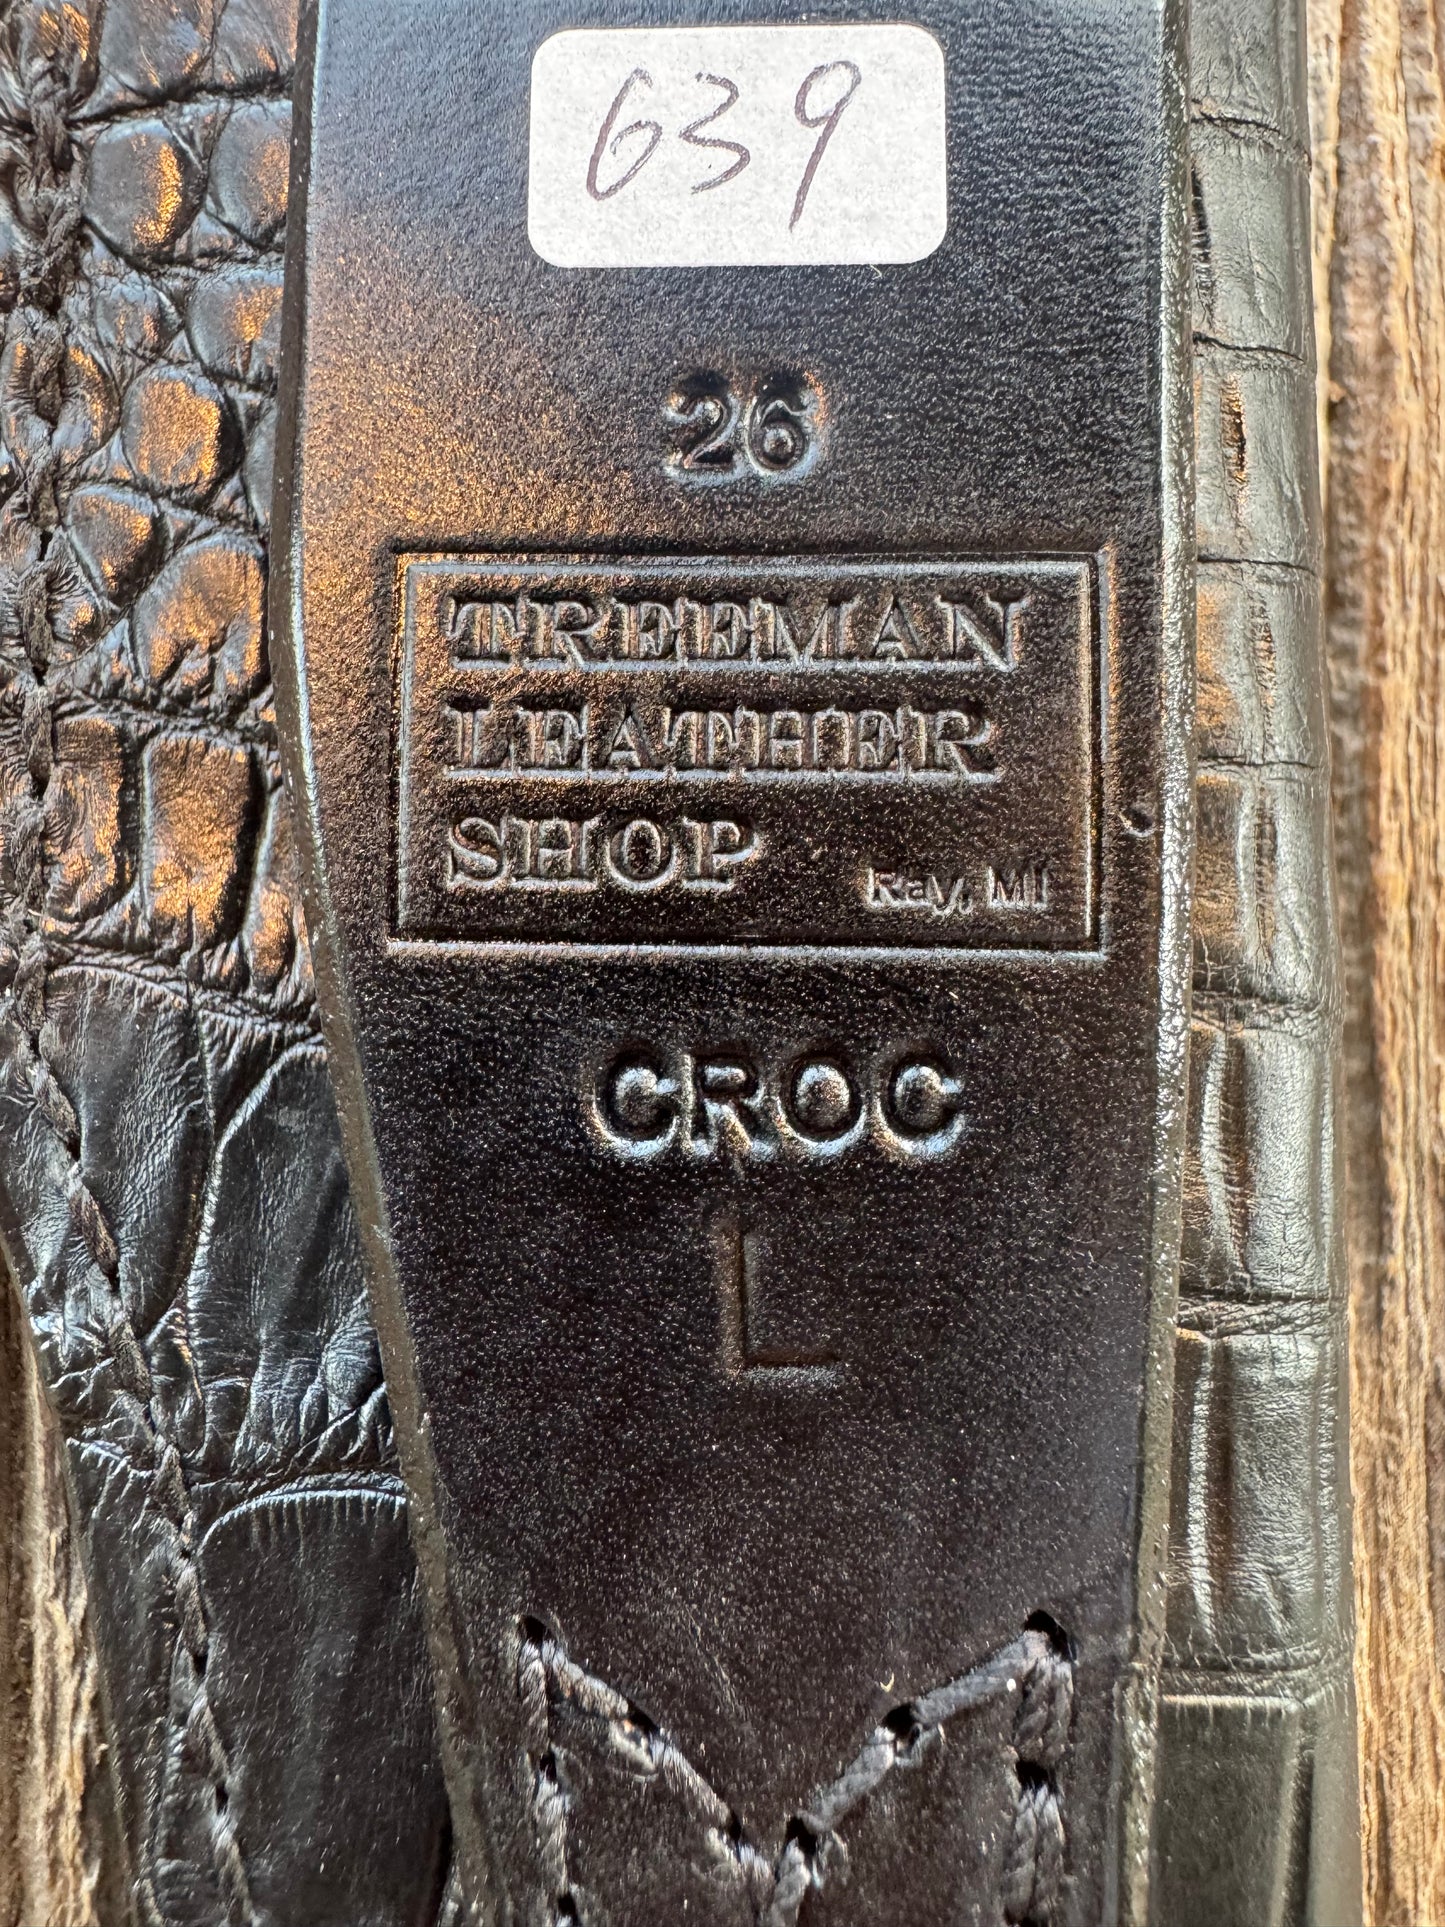 639
26
TREEMAN
LEATHER
SHOP Ray, MI
CROC
L